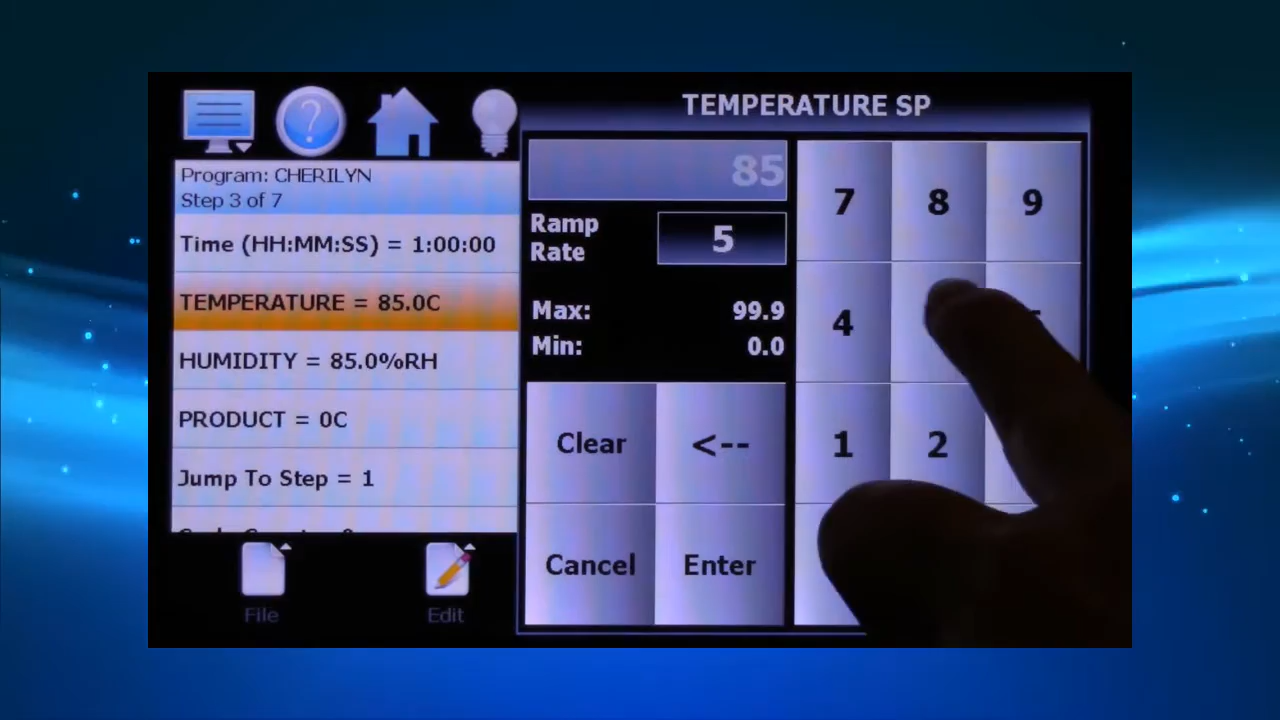 TEMPERATURE SP
Program: CHERILYN
Step 3 of 7
Time (HH:MM:SS) = 1:00:00
TEMPERATURE = 85.0C
HUMIDITY = 85.0%RH
PRODUCT = 0C
Jump To Step = 1
File
Edit
85
Ramp
Rate
5
Max: 99.9
Min: 0.0
Clear
<--
Cancel
Enter
7 8 9
4
1 2